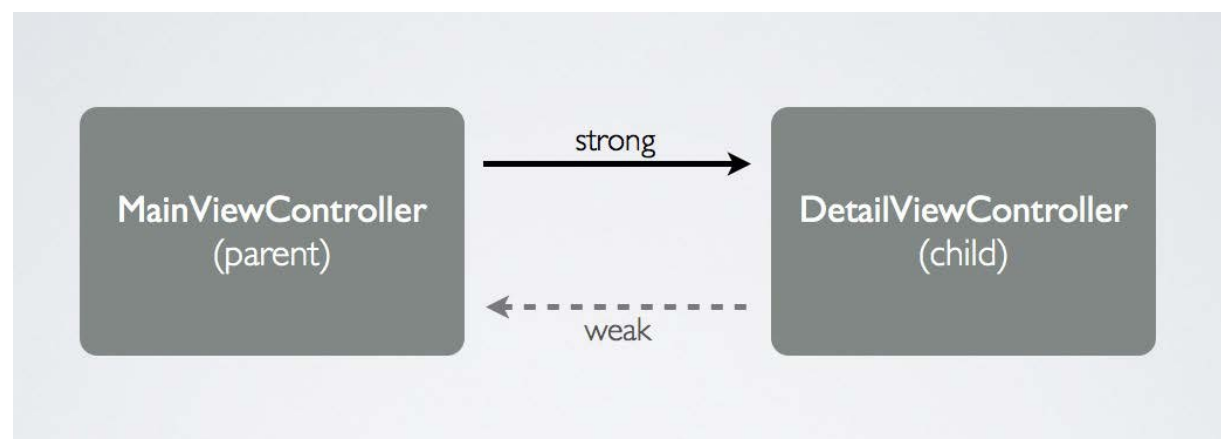 strong
MainViewController
(parent)
DetailViewController
(child)
weak